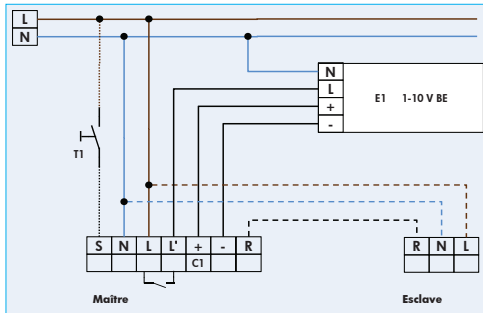 L
N
N
L
+
-
E1 1-10 V BE
T1
S N L L' + - R
C1
R N L
Maître
Esclave